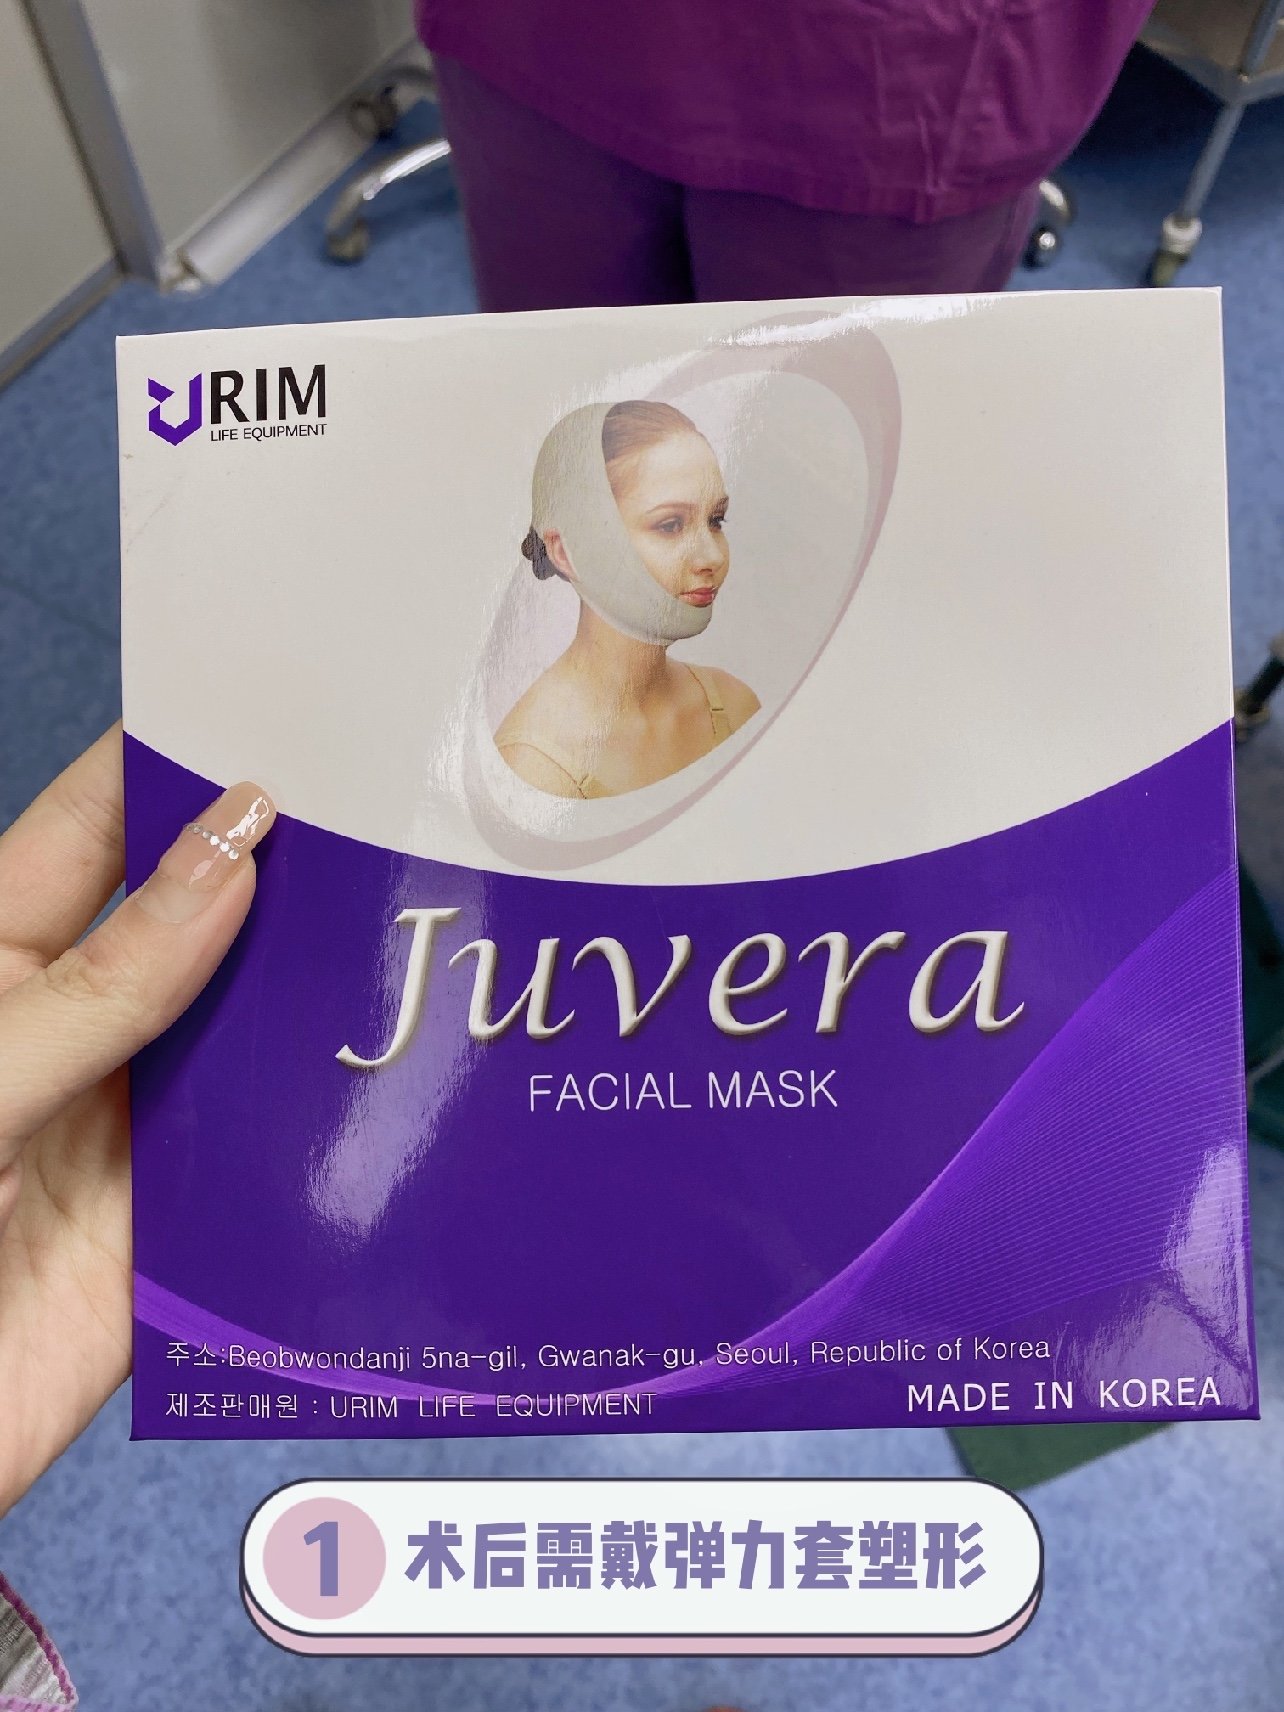 URIM
LIFE EQUIPMENT
Juvera
FACIAL MASK
주소:Beobwondanji 5na-gil, Gwanak-gu, Seoul, Republic of Korea
제조판매원 : URIM LIFE EQUIPMENT
MADE IN KOREA
1 术后需戴弹力套塑形